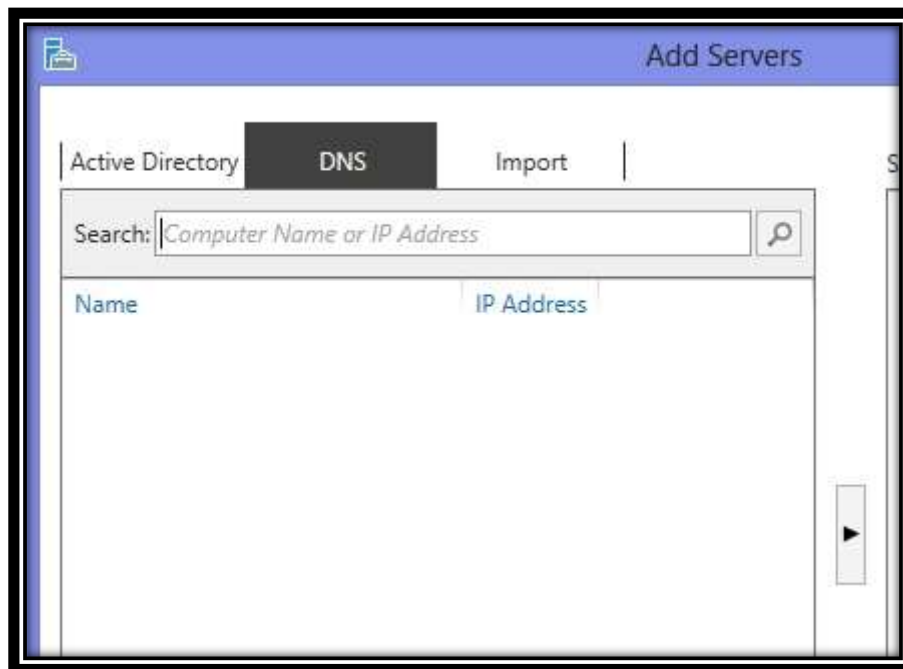 Add Servers
Active Directory DNS Import
S
Search: Computer Name or IP Address
Name IP Address